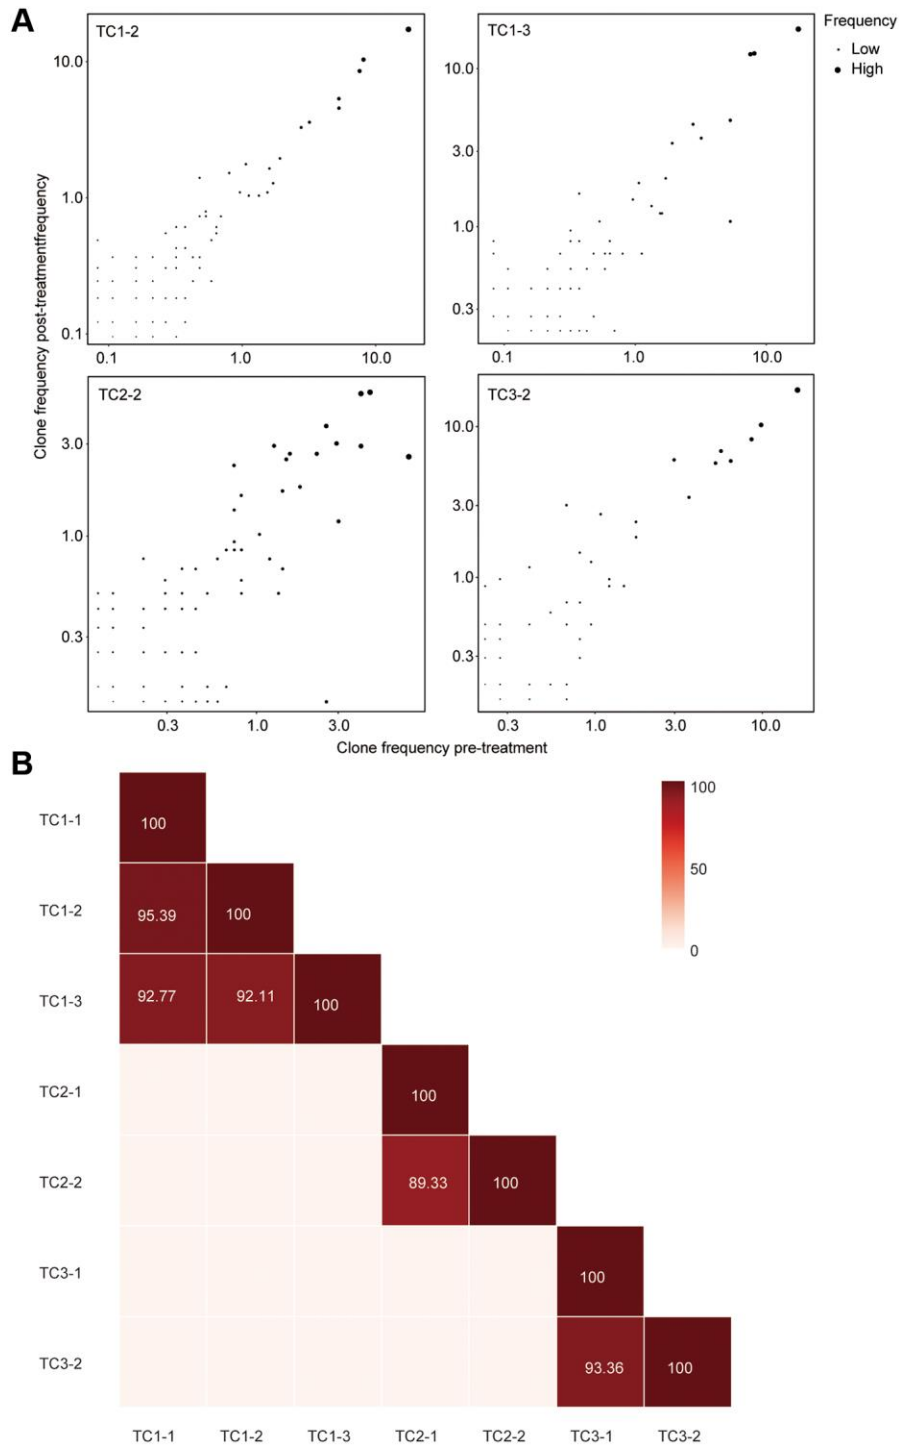 A
TC1-2
TC1-3
Frequency
Low
High
10.0
1.0
0.1
0.1
1.0
10.0
10.0
3.0
1.0
0.3
0.1
1.0
10.0
Clone frequency post-treatmentfrequency
TC2-2
TC3-2
3.0
1.0
0.3
0.3
1.0
3.0
10.0
3.0
1.0
0.3
0.3
1.0
3.0
10.0
Clone frequency pre-treatment
B
TC1-1
100
TC1-2
95.39
100
TC1-3
92.77
92.11
100
TC2-1
100
TC2-2
89.33
100
TC3-1
100
TC3-2
93.36
100
TC1-1
TC1-2
TC1-3
TC2-1
TC2-2
TC3-1
TC3-2
100
50
0